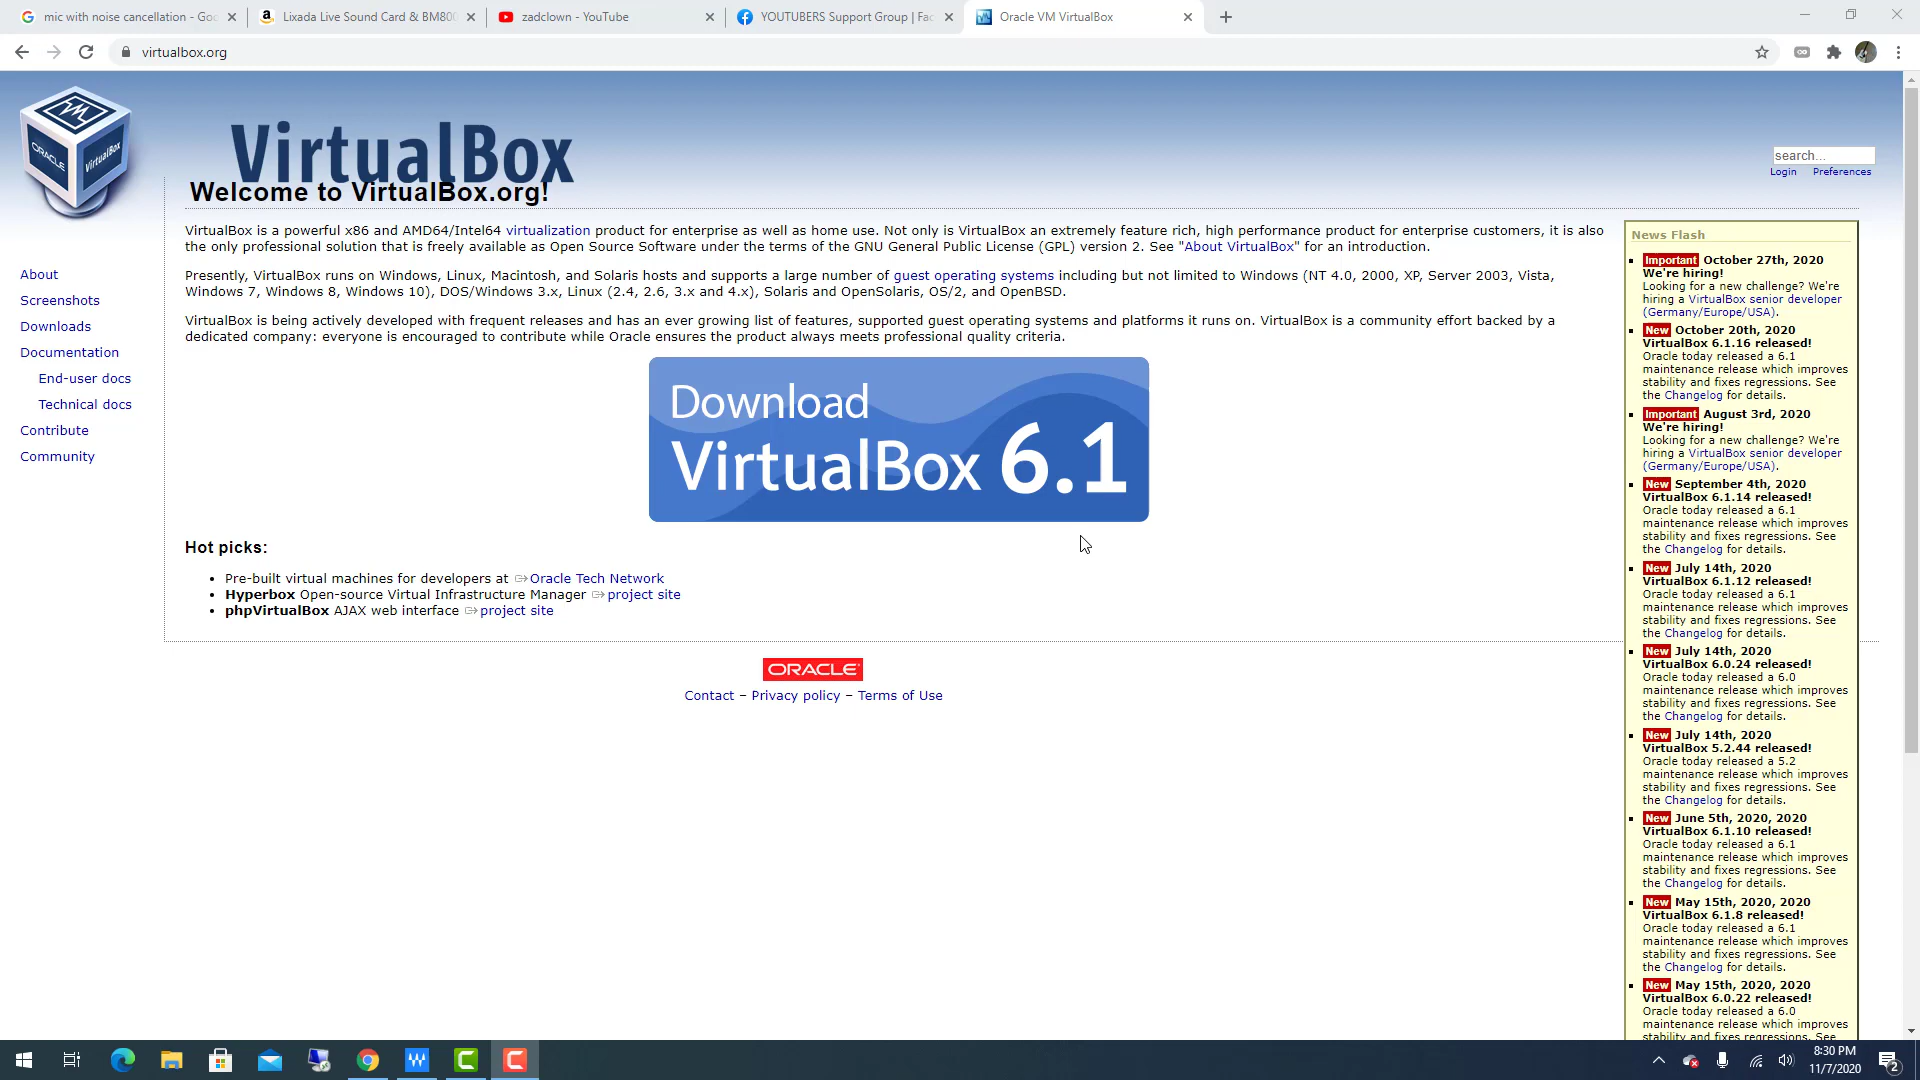 mic with noise cancellation - Goo
Lixada Live Sound Card & BM800
zadclown - YouTube
YOUTUBERS Support Group | Fac
Oracle VM VirtualBox
virtualbox.org
ORACLE
VirtualBox
VirtualBox
search...
Login Preferences
Welcome to VirtualBox.org!
VirtualBox is a powerful x86 and AMD64/Intel64 virtualization product for enterprise as well as home use. Not only is VirtualBox an extremely feature rich, high performance product for enterprise customers, it is also
the only professional solution that is freely available as Open Source Software under the terms of the GNU General Public License (GPL) version 2. See "About VirtualBox" for an introduction.
Presently, VirtualBox runs on Windows, Linux, Macintosh, and Solaris hosts and supports a large number of guest operating systems including but not limited to Windows (NT 4.0, 2000, XP, Server 2003, Vista,
Windows 7, Windows 8, Windows 10), DOS/Windows 3.x, Linux (2.4, 2.6, 3.x and 4.x), Solaris and OpenSolaris, OS/2, and OpenBSD.
VirtualBox is being actively developed with frequent releases and has an ever growing list of features, supported guest operating systems and platforms it runs on. VirtualBox is a community effort backed by a
dedicated company: everyone is encouraged to contribute while Oracle ensures the product always meets professional quality criteria.
About
Screenshots
Downloads
Documentation
End-user docs
Technical docs
Contribute
Community
Download
VirtualBox 6.1
Hot picks:
Pre-built virtual machines for developers at Oracle Tech Network
Hyperbox Open-source Virtual Infrastructure Manager project site
phpVirtualBox AJAX web interface project site
ORACLE
Contact – Privacy policy – Terms of Use
News Flash
Important October 27th, 2020
We're hiring!
Looking for a new challenge? We're
hiring a VirtualBox senior developer
(Germany/Europe/USA).
New October 20th, 2020
VirtualBox 6.1.16 released!
Oracle today released a 6.1
maintenance release which improves
stability and fixes regressions. See
the Changelog for details.
Important August 3rd, 2020
We're hiring!
Looking for a new challenge? We're
hiring a VirtualBox senior developer
(Germany/Europe/USA).
New September 4th, 2020
VirtualBox 6.1.14 released!
Oracle today released a 6.1
maintenance release which improves
stability and fixes regressions. See
the Changelog for details.
New July 14th, 2020
VirtualBox 6.1.12 released!
Oracle today released a 6.1
maintenance release which improves
stability and fixes regressions. See
the Changelog for details.
New July 14th, 2020
VirtualBox 6.0.24 released!
Oracle today released a 6.0
maintenance release which improves
stability and fixes regressions. See
the Changelog for details.
New July 14th, 2020
VirtualBox 5.2.44 released!
Oracle today released a 5.2
maintenance release which improves
stability and fixes regressions. See
the Changelog for details.
New June 5th, 2020, 2020
VirtualBox 6.1.10 released!
Oracle today released a 6.1
maintenance release which improves
stability and fixes regressions. See
the Changelog for details.
New May 15th, 2020, 2020
VirtualBox 6.1.8 released!
Oracle today released a 6.1
maintenance release which improves
stability and fixes regressions. See
the Changelog for details.
New May 15th, 2020, 2020
VirtualBox 6.0.22 released!
Oracle today released a 6.0
maintenance release which improves
stability and fixes regressions. See
8:30 PM
11/7/2020
2